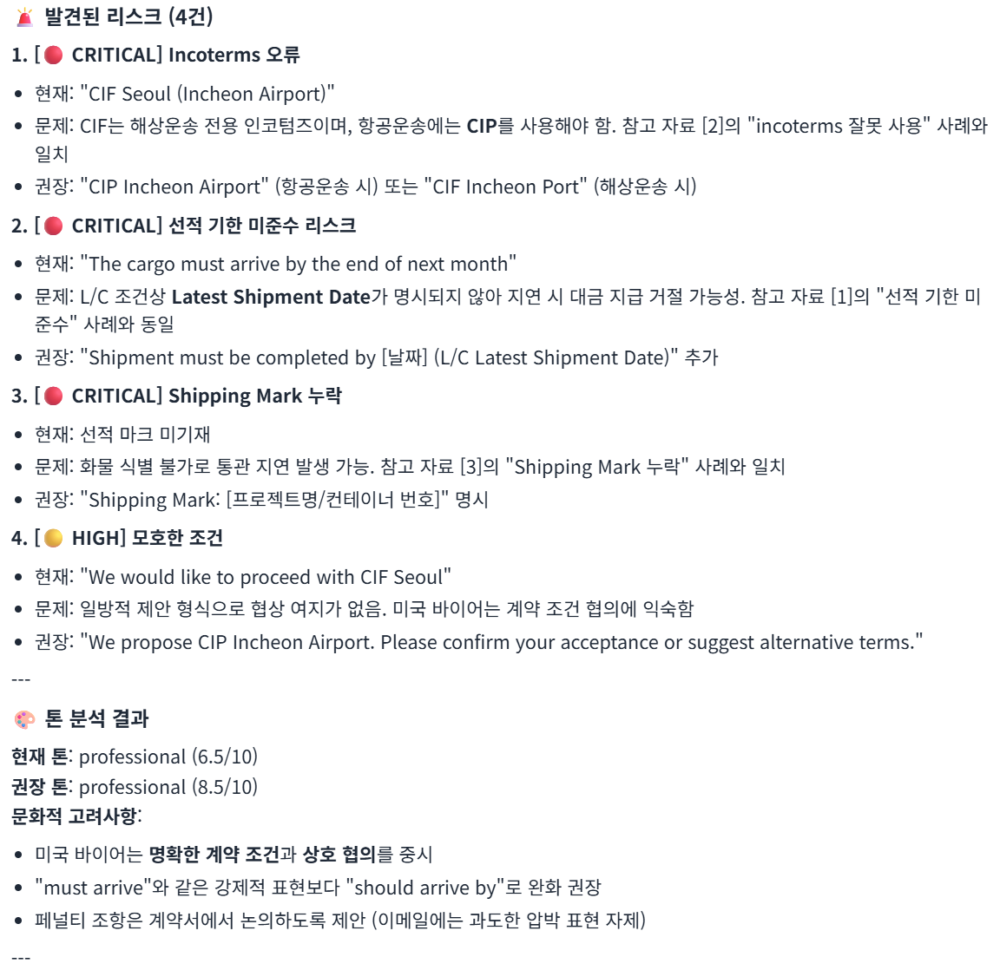 🚨 발견된 리스크 (4건)
1. [🔴 CRITICAL] Incoterms 오류
• 현재: "CIF Seoul (Incheon Airport)"
• 문제: CIF는 해상운송 전용 인코텀즈이며, 항공운송에는 CIP를 사용해야 함. 참고 자료 [2]의 "incoterms 잘못 사용" 사례와
일치
• 권장: "CIP Incheon Airport" (항공운송 시) 또는 "CIF Incheon Port" (해상운송 시)
2. [🔴 CRITICAL] 선적 기한 미준수 리스크
• 현재: "The cargo must arrive by the end of next month"
• 문제: L/C 조건상 Latest Shipment Date가 명시되지 않아 지연 시 대금 지급 거절 가능성. 참고 자료 [1]의 "선적 기한 미
준수" 사례와 동일
• 권장: "Shipment must be completed by [날짜] (L/C Latest Shipment Date)" 추가
3. [🔴 CRITICAL] Shipping Mark 누락
• 현재: 선적 마크 미기재
• 문제: 화물 식별 불가로 통관 지연 발생 가능. 참고 자료 [3]의 "Shipping Mark 누락" 사례와 일치
• 권장: "Shipping Mark: [프로젝트명/컨테이너 번호]" 명시
4. [🟡 HIGH] 모호한 조건
• 현재: "We would like to proceed with CIF Seoul"
• 문제: 일방적 제안 형식으로 협상 여지가 없음. 미국 바이어는 계약 조건 협의에 익숙함
• 권장: "We propose CIP Incheon Airport. Please confirm your acceptance or suggest alternative terms."
---
🎨 톤 분석 결과
현재 톤: professional (6.5/10)
권장 톤: professional (8.5/10)
문화적 고려사항:
• 미국 바이어는 명확한 계약 조건과 상호 협의를 중시
• "must arrive"와 같은 강제적 표현보다 "should arrive by"로 완화 권장
• 페널티 조항은 계약서에서 논의하도록 제안 (이메일에는 과도한 압박 표현 자제)
---